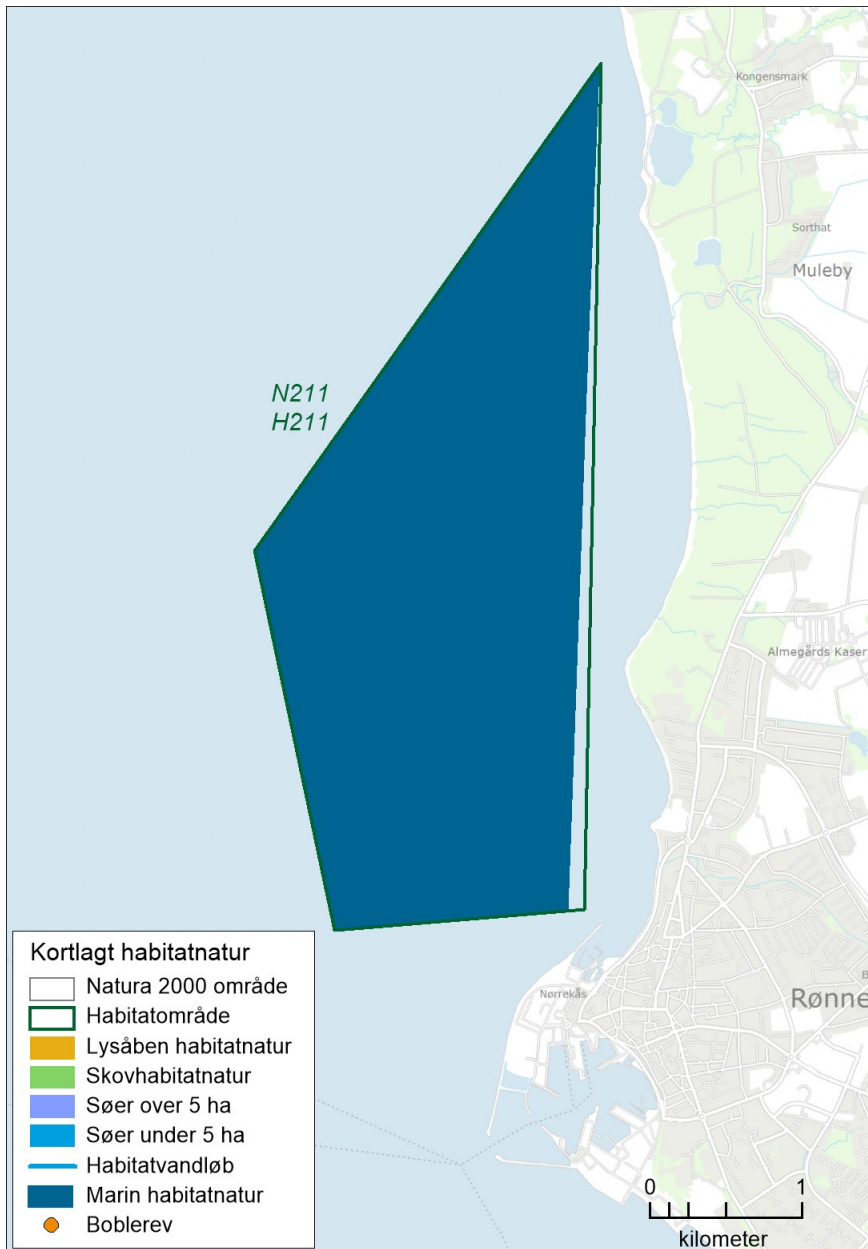 Kongensmark
Sorthat
Muleby
N211
H211
Almegårds Kaser
Rønne
Nørrekås
Kortlagt habitatnatur
Natura 2000 område
Habitatområde
Lysåben habitatnatur
Skovhabitatnatur
Søer over 5 ha
Søer under 5 ha
Habitatvandløb
Marin habitatnatur
Boblerev
0 1
kilometer